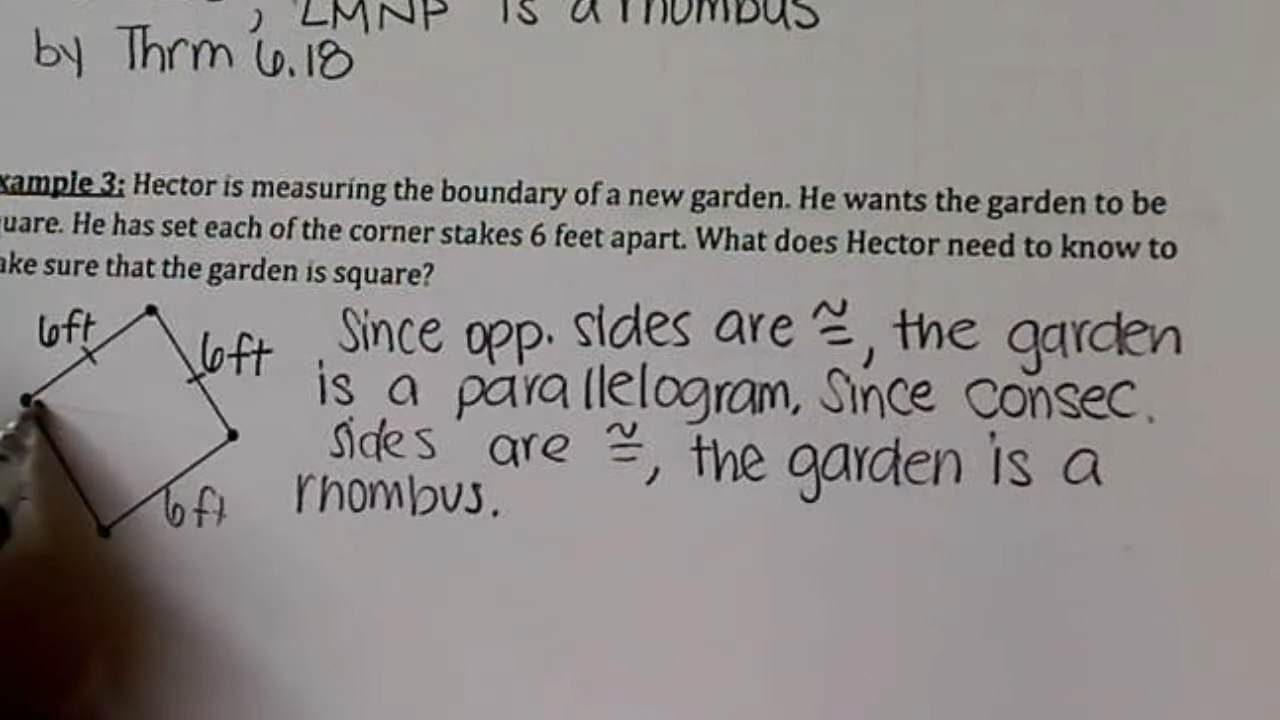 , LMNP is a rhombus
by Thrm 6.18
xample 3: Hector is measuring the boundary of a new garden. He wants the garden to be
uare. He has set each of the corner stakes 6 feet apart. What does Hector need to know to
ake sure that the garden is square?
6ft
6ft
6ft
Since opp. sides are ≅, the garden
is a parallelogram. Since consec.
sides are ≅, the garden is a
rhombus.